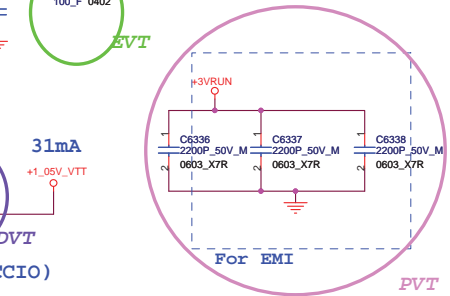 100_F 0402
EVT
+3VRUN
1
1
1
C6336
2200P_50V_M
0603_X7R
C6337
2200P_50V_M
0603_X7R
C6338
2200P_50V_M
0603_X7R
2
2
2
31mA
+1_05V_VTT
DVT
CCIO)
For EMI
PVT